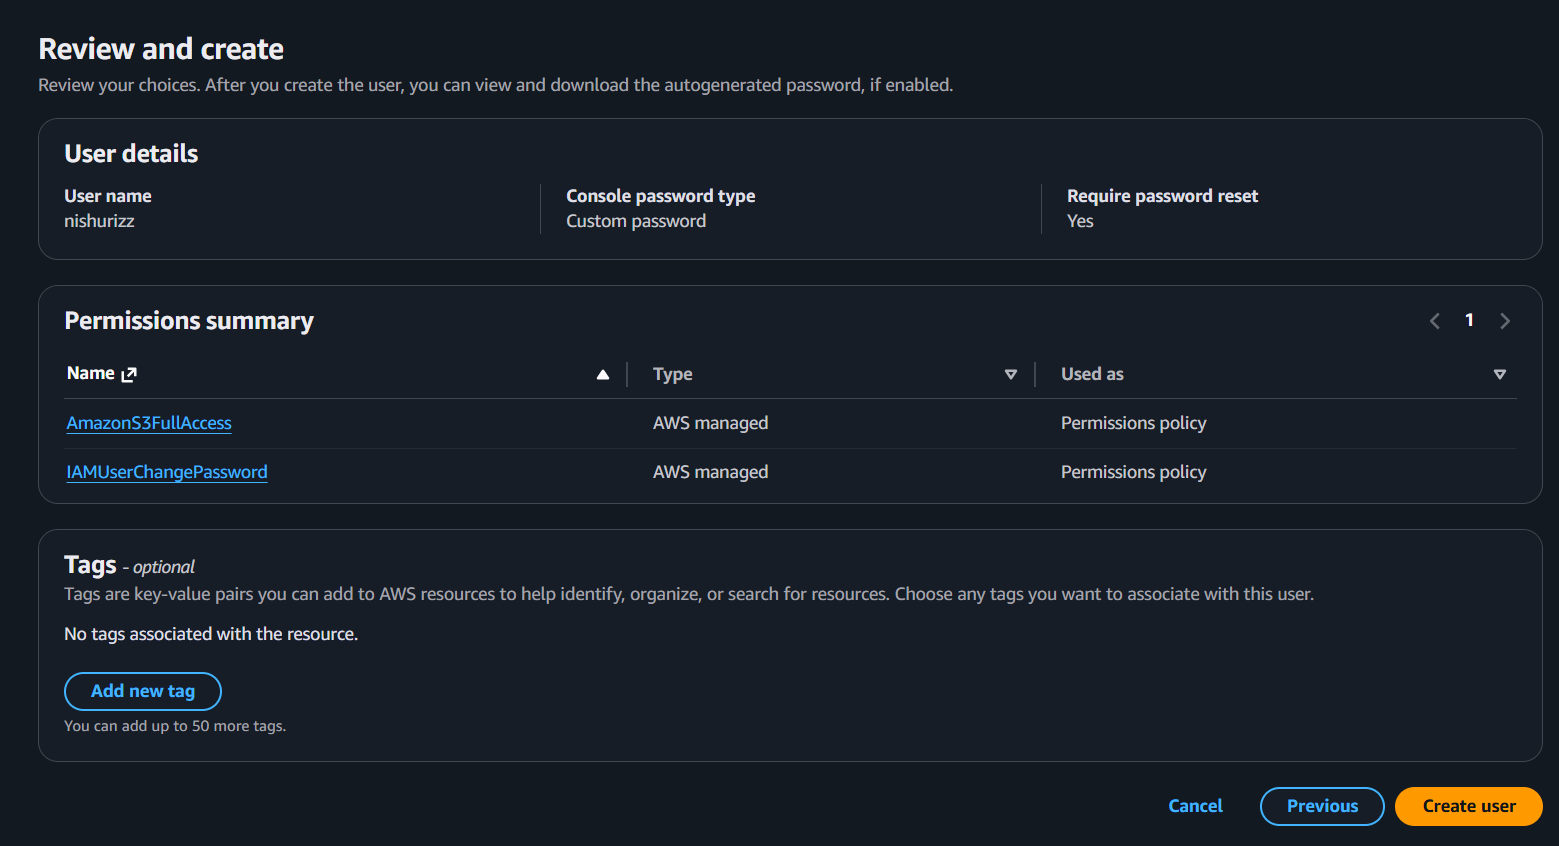 Review and create
Review your choices. After you create the user, you can view and download the autogenerated password, if enabled.
User details
User name
nishurizz
Console password type
Custom password
Require password reset
Yes
Permissions summary
1
Name
Type
Used as
AmazonS3FullAccess
AWS managed
Permissions policy
IAMUserChangePassword
AWS managed
Permissions policy
Tags - optional
Tags are key-value pairs you can add to AWS resources to help identify, organize, or search for resources. Choose any tags you want to associate with this user.
No tags associated with the resource.
Add new tag
You can add up to 50 more tags.
Cancel
Previous
Create user